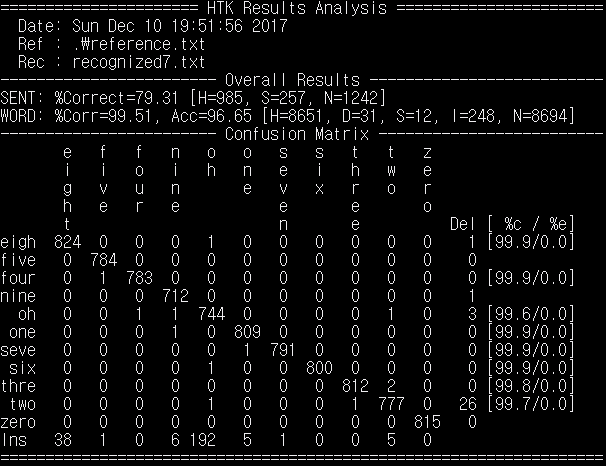 ====================== HTK Results Analysis =======================
Date: Sun Dec 10 19:51:56 2017
Ref : .₩reference.txt
Rec : recognized7.txt
------------------------ Overall Results --------------------------
SENT: %Correct=79.31 [H=985, S=257, N=1242]
WORD: %Corr=99.51, Acc=96.65 [H=8651, D=31, S=12, I=248, N=8694]
------------------------ Confusion Matrix -------------------------
e f f n o o s s t t z
i i o i h n e i h w e
g v u n e v x r o r
h e r e e e o
t n e Del [ %c / %e]
eigh 824 0 0 0 1 0 0 0 0 0 0 1 [99.9/0.0]
five 0 784 0 0 0 0 0 0 0 0 0 0
four 0 1 783 0 0 0 0 0 0 0 0 0 [99.9/0.0]
nine 0 0 0 712 0 0 0 0 0 0 0 1
oh 0 0 1 1 744 0 0 0 0 1 0 3 [99.6/0.0]
one 0 0 0 1 0 809 0 0 0 0 0 0 [99.9/0.0]
seve 0 0 0 0 0 1 791 0 0 0 0 0 [99.9/0.0]
six 0 0 0 0 1 0 0 800 0 0 0 0 [99.9/0.0]
thre 0 0 0 0 0 0 0 0 812 2 0 0 [99.8/0.0]
two 0 0 0 0 1 0 0 0 1 777 0 26 [99.7/0.0]
zero 0 0 0 0 0 0 0 0 0 0 815 0
Ins 38 1 0 6 192 5 1 0 0 5 0
===================================================================